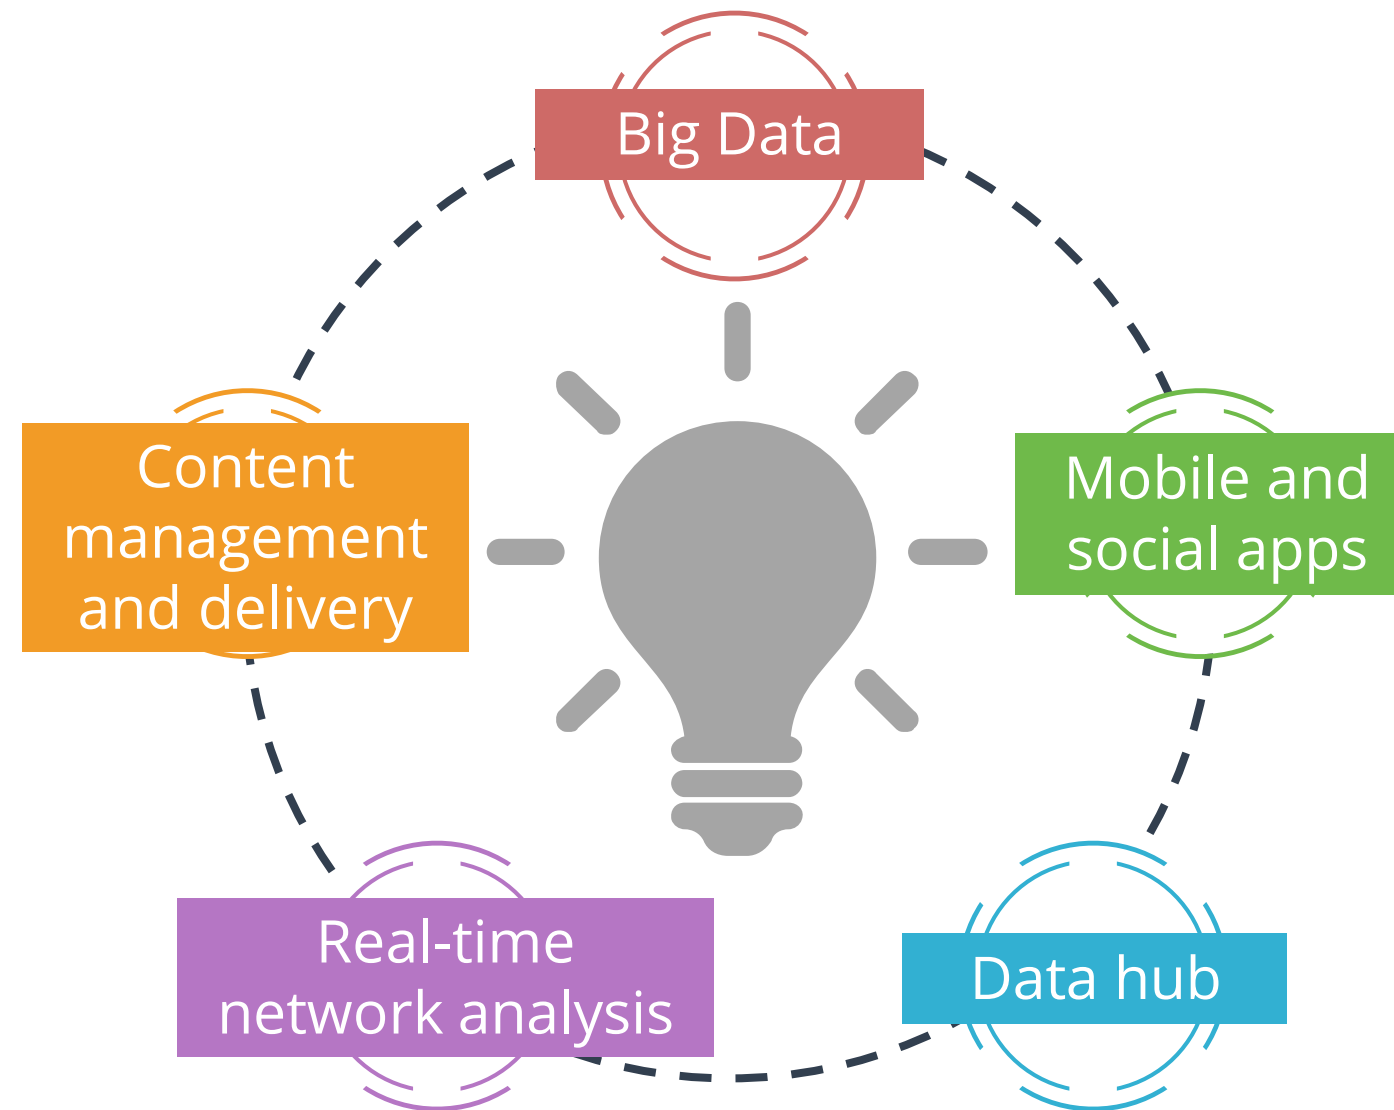 Big Data
Content
management
and delivery
Mobile and
social apps
Real-time
network analysis
Data hub